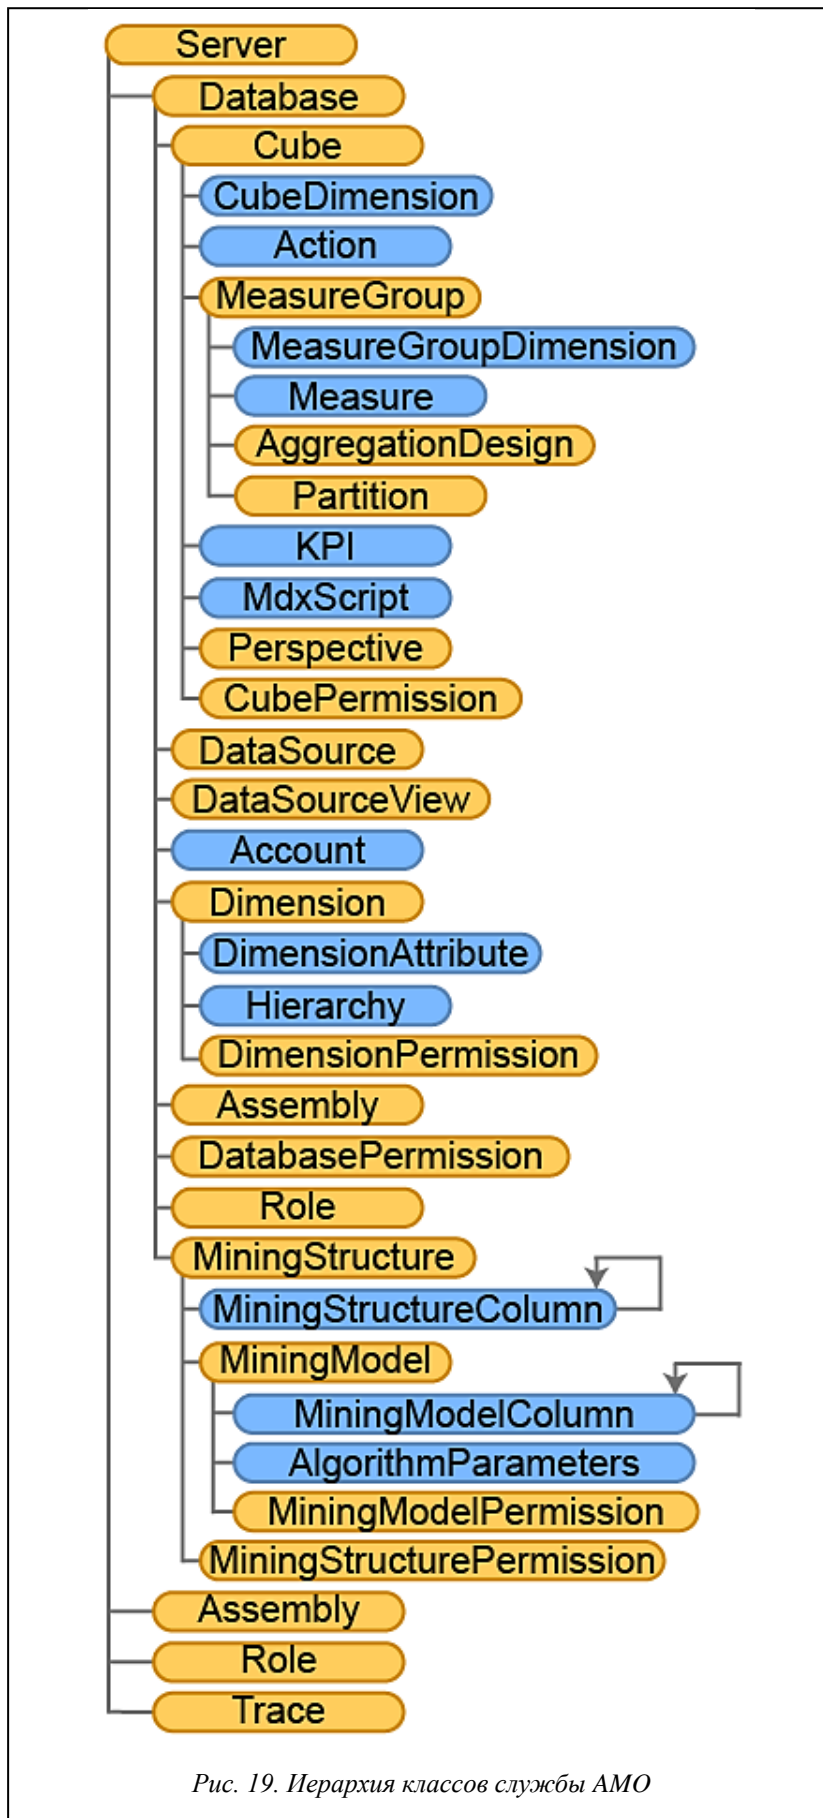 Server
Database
Cube
CubeDimension
Action
MeasureGroup
MeasureGroupDimension
Measure
AggregationDesign
Partition
KPI
MdxScript
Perspective
CubePermission
DataSource
DataSourceView
Account
Dimension
DimensionAttribute
Hierarchy
DimensionPermission
Assembly
DatabasePermission
Role
MiningStructure
MiningStructureColumn
MiningModel
MiningModelColumn
AlgorithmParameters
MiningModelPermission
MiningStructurePermission
Assembly
Role
Trace
Рис. 19. Иерархия классов службы АМО